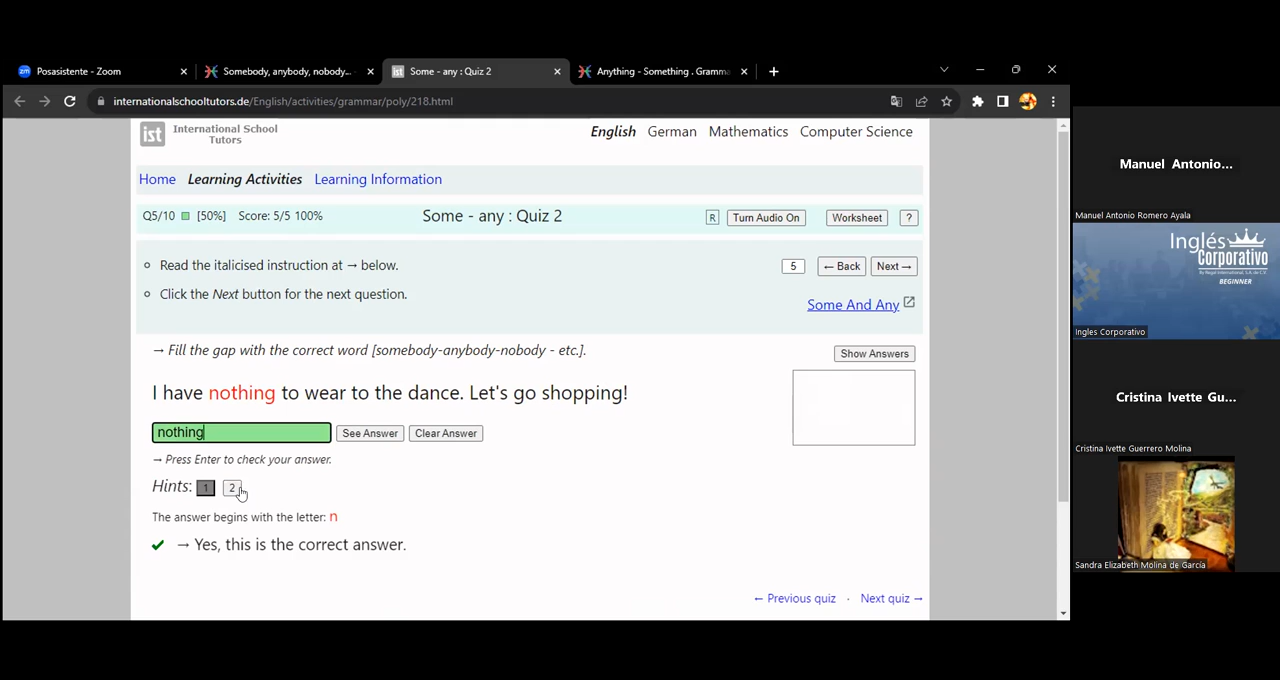 Posasistente - Zoom
Somebody, anybody, nobody...
Some - any : Quiz 2
Anything - Something . Gramma
internationalschooltutors.de/English/activities/grammar/poly/218.html
ist International School
Tutors
English German Mathematics Computer Science
Home Learning Activities Learning Information
Q5/10 [50%] Score: 5/5 100% Some - any : Quiz 2 R Turn Audio On Worksheet ?
Read the italicised instruction at → below. 5 ← Back Next →
Click the Next button for the next question.
Some And Any
→ Fill the gap with the correct word [somebody-anybody-nobody - etc.].
Show Answers
I have nothing to wear to the dance. Let's go shopping!
nothing See Answer Clear Answer
→ Press Enter to check your answer.
Hints: 1 2
The answer begins with the letter: n
→ Yes, this is the correct answer.
← Previous quiz · Next quiz →
Manuel Antonio...
Manuel Antonio Romero Ayala
Inglés
Corporativo
By Regal International, S.A. de C.V.
BEGINNER
Ingles Corporativo
Cristina Ivette Gu...
Cristina Ivette Guerrero Molina
Sandra Elizabeth Molina de García